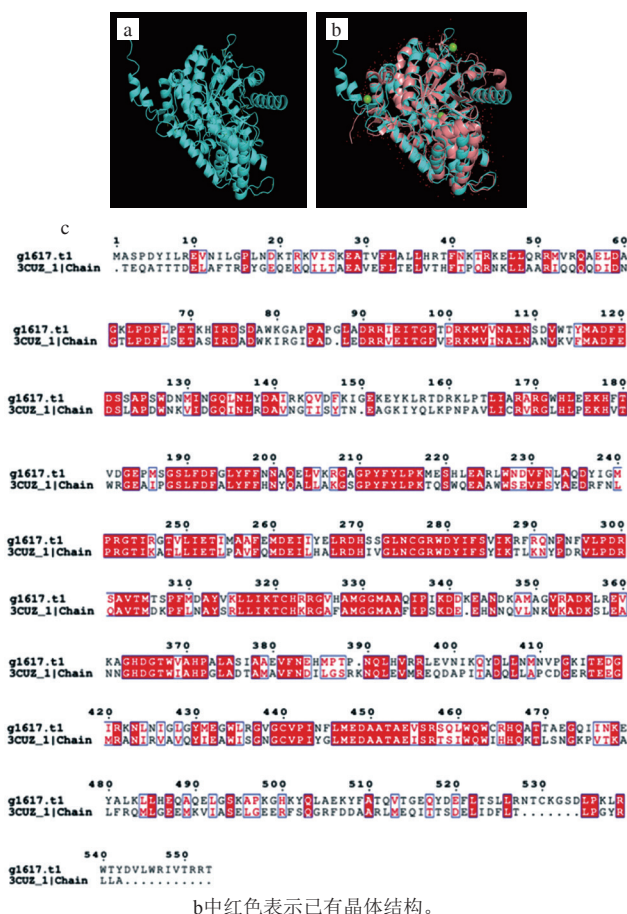 a
b
c
1 10 20 30 40 50 60
g1617.t1 MASPDYILREVNILGPLNDKTRKVISKEATVFLALLHRTFNKTRKELLQRRMVRQAELDA
3CUZ_1|Chain .TEQATTTDELAFTRPYGEQEKQILTAEAVEFLTELVTHFTPQRNKLLAARIQQQQDIDN
70 80 90 100 110 120
g1617.t1 GKLPDFLPETKHIRDSDAWKGAPPAPGLADRRIEITGPTDRKMVVNALNSDVWTYMADFE
3CUZ_1|Chain GTLPDFISETASIRDADWKIRGIPAD.LEDRRVEITGPVERKMVINALNANVKVFMADFE
130 140 150 160 170 180
g1617.t1 DSSAPSWDNMINGQLNLYDAIRKQVDFKIGEKEYKLRTDRKLPTLIARARGWHLEEKHFT
3CUZ_1|Chain DSLAPDWNKVIDGQINLRDAVNGTISYTN.EAGKIYQLKPNPAVLICRVRGLHLPEKHVT
190 200 210 220 230 240
g1617.t1 VDGEPMSGSLFDFGLYFFNNAQELVKRGAGPYFYLPKMESHLEARLWNDVFNLAQDYIGM
3CUZ_1|Chain WRGEAIPGSLFDFALYFFHNYQALLAKGSGPYFYLPKTQSWQEAAWWSEVFSYAEDRFNL
250 260 270 280 290 300
g1617.t1 PRGTIRGTVLIETIMAAFEMDEIIYELRDHSSGLNCGRWDYIFSVIKRFRQNPNFVLPDR
3CUZ_1|Chain PRGTIKATLLIETLPAVFQMDEILHALRDHIVGLNCGRWDYIFSYIKTLKNYPDRVLPDR
310 320 330 340 350 360
g1617.t1 SAVTMTSPFMDAYVKLLIKTCHRRGVHAMGGMAAQIPIKDDKEANDKAMAGVRADKLREV
3CUZ_1|Chain QAVTMDKPFLNAYSRLLIKTCHKRGAFAMGGMAAFIPSKDE.EHNNQVLNKVKADKSLEA
370 380 390 400 410
g1617.t1 KAGHDGTWVAHPALASIAAEVFNEHMPTP.NQLHVRRLEVNIKQYDLLNMNVPGKITEDG
3CUZ_1|Chain NNGHDGTWIAHPGLADTAMAVFNDILGSRKNQLEVMREQDAPITADQLLAPCDGERTEEG
420 430 440 450 460 470
g1617.t1 IRKNLNIGLGYMEGWLRGVGCVPINFLMEDAATAEVSRSQLWQWCRHQATTAEGQIINKE
3CUZ_1|Chain MRANIRVAVQYIEAWISGNGCVPIYGLMEDAATAEISRTSIWQWIHHQKTLSNGKPVTKA
480 490 500 510 520 530
g1617.t1 YALKLLHEQAQELGSKAPKGHKYQLAEKYFATQVTGEQYDEFLTSLLRNTCKGSDLPKLR
3CUZ_1|Chain LFRQMLGEEMKVIASELGEERFSQGRFDDAARLMEQITTSDELIDFLT.......LPGYR
540 550
g1617.t1 WTYDVLWRIVTRRT
3CUZ_1|Chain LLA...........
b中红色表示已有晶体结构。